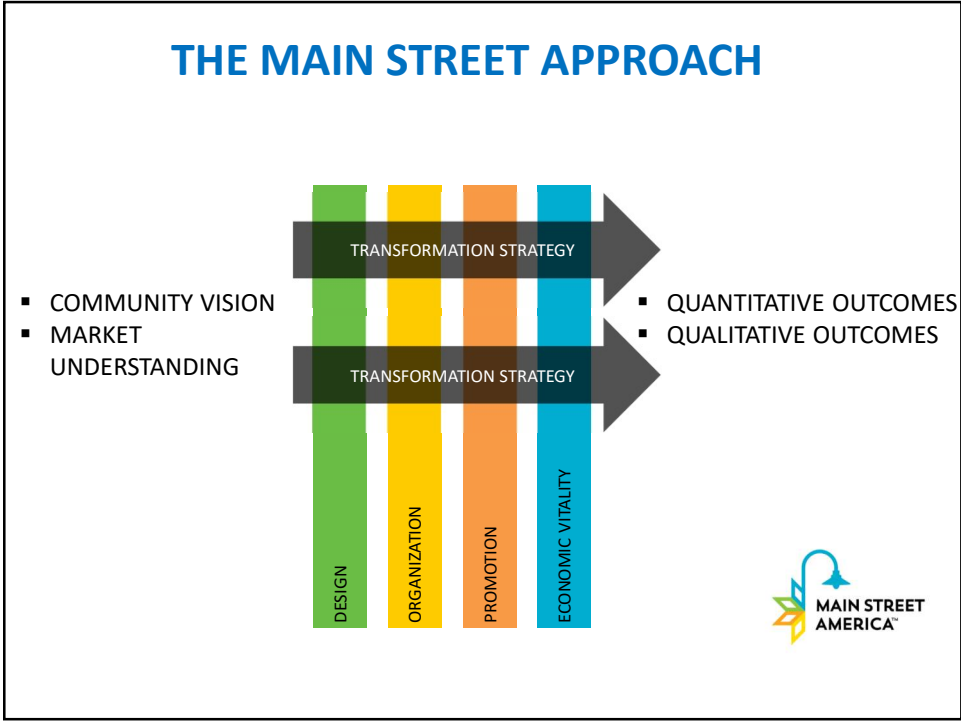 THE MAIN STREET APPROACH
TRANSFORMATION STRATEGY
▪ COMMUNITY VISION
▪ MARKET
UNDERSTANDING
▪ QUANTITATIVE OUTCOMES
▪ QUALITATIVE OUTCOMES
TRANSFORMATION STRATEGY
DESIGN
ORGANIZATION
PROMOTION
ECONOMIC VITALITY
MAIN STREET
AMERICA™